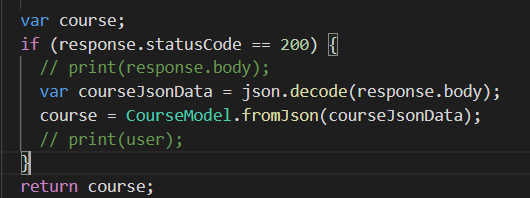 var course;
if (response.statusCode == 200) {
// print(response.body);
var courseJsonData = json.decode(response.body);
course = CourseModel.fromJson(courseJsonData);
// print(user);
}
return course;